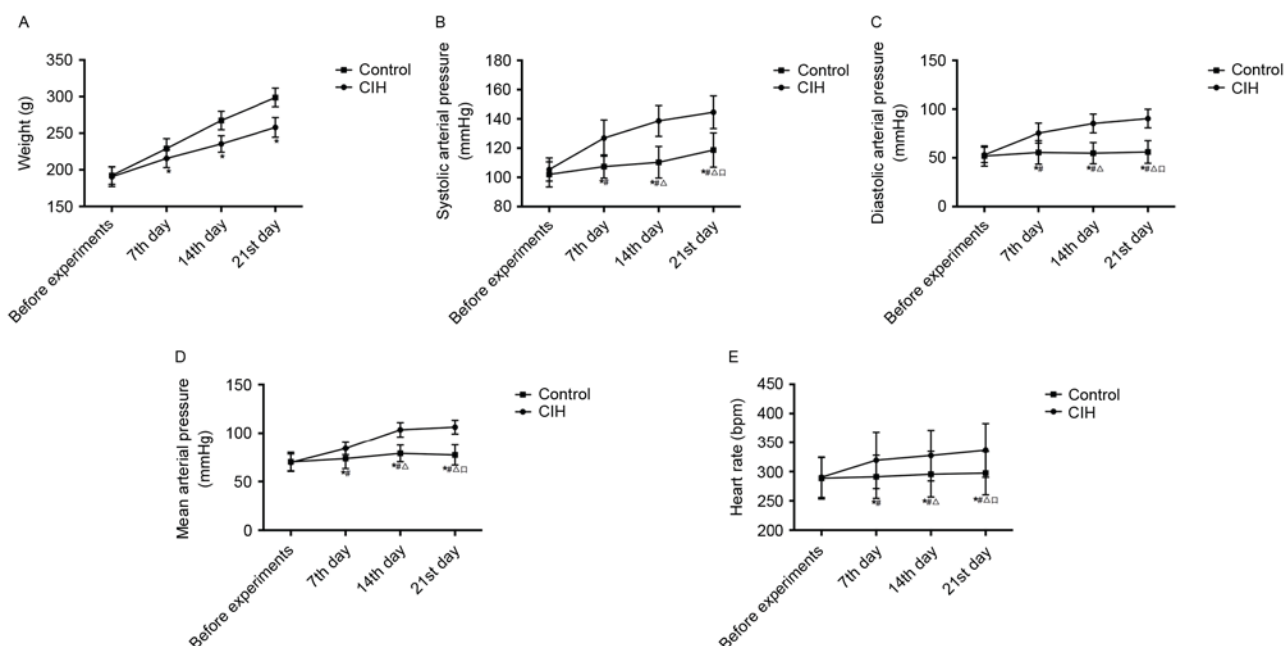 A
350
300
250
200
150
Weight (g)
Control
CIH
*
*
*
Before experiments
7th day
14th day
21st day
B
180
160
140
120
100
80
Systolic arterial pressure
(mmHg)
Control
CIH
*#
*#△
*#△□
Before experiments
7th day
14th day
21st day
C
150
100
50
0
Diastolic arterial pressure
(mmHg)
Control
CIH
*#
*#△
*#△□
Before experiments
7th day
14th day
21st day
D
150
100
50
0
Mean arterial pressure
(mmHg)
Control
CIH
*#
*#△
*#△□
Before experiments
7th day
14th day
21st day
E
450
400
350
300
250
200
Heart rate (bpm)
Control
CIH
*#
*#△
*#△□
Before experiments
7th day
14th day
21st day